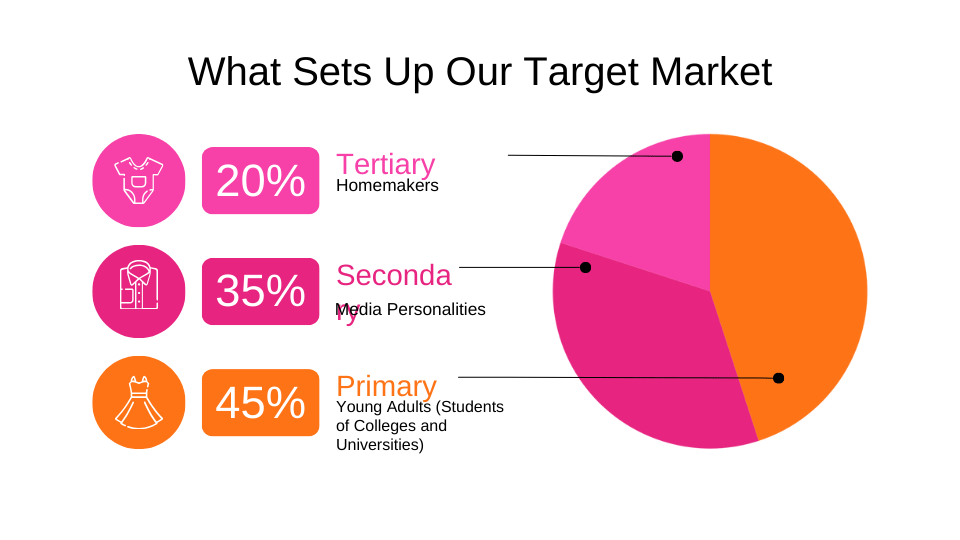 What Sets Up Our Target Market
20%
Tertiary
Homemakers
35%
Seconda
ry
Media Personalities
45%
Primary
Young Adults (Students
of Colleges and
Universities)